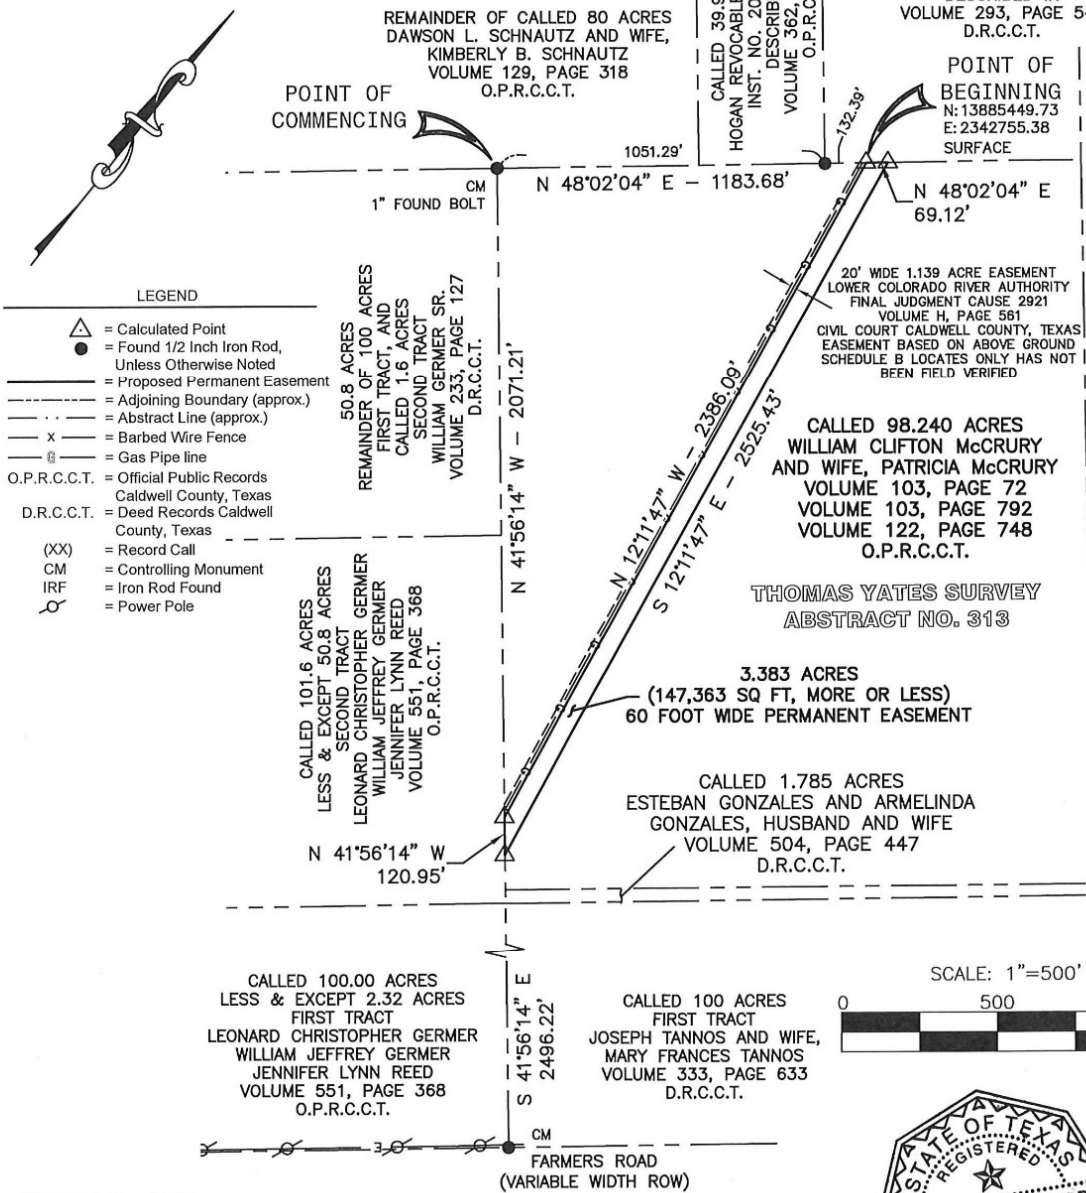 REMAINDER OF CALLED 80 ACRES
DAWSON L. SCHNAUTZ AND WIFE,
KIMBERLY B. SCHNAUTZ
VOLUME 129, PAGE 318
O.P.R.C.C.T.
CALLED 39.9
HOGAN REVOCABLE
INST. NO. 20
DESCRIB
VOLUME 362,
O.P.R.C
VOLUME 293, PAGE 5
D.R.C.C.T.
POINT OF
COMMENCING
POINT OF
BEGINNING
N:13885449.73
E:2342755.38
SURFACE
132.39'
1051.29'
N 48°02'04" E – 1183.68'
CM
1" FOUND BOLT
N 48°02'04" E
69.12'
20' WIDE 1.139 ACRE EASEMENT
LOWER COLORADO RIVER AUTHORITY
FINAL JUDGMENT CAUSE 2921
VOLUME H, PAGE 561
CIVIL COURT CALDWELL COUNTY, TEXAS
EASEMENT BASED ON ABOVE GROUND
SCHEDULE B LOCATES ONLY HAS NOT
BEEN FIELD VERIFIED
LEGEND
= Calculated Point
= Found 1/2 Inch Iron Rod,
Unless Otherwise Noted
= Proposed Permanent Easement
= Adjoining Boundary (approx.)
= Abstract Line (approx.)
X = Barbed Wire Fence
G = Gas Pipe line
O.P.R.C.C.T. = Official Public Records
Caldwell County, Texas
D.R.C.C.T. = Deed Records Caldwell
County, Texas
(XX) = Record Call
CM = Controlling Monument
IRF = Iron Rod Found
= Power Pole
50.8 ACRES
REMAINDER OF 100 ACRES
FIRST TRACT, AND
CALLED 1.6 ACRES
SECOND TRACT
WILLIAM GERMER SR.
VOLUME 233, PAGE 127
D.R.C.C.T.
N 41°56'14" W – 2071.21'
N 12°11'47" W – 2386.09'
S 12°11'47" E – 2525.43'
CALLED 98.240 ACRES
WILLIAM CLIFTON McCRURY
AND WIFE, PATRICIA McCRURY
VOLUME 103, PAGE 72
VOLUME 103, PAGE 792
VOLUME 122, PAGE 748
O.P.R.C.C.T.
THOMAS YATES SURVEY
ABSTRACT NO. 313
CALLED 101.6 ACRES
LESS & EXCEPT 50.8 ACRES
SECOND TRACT
LEONARD CHRISTOPHER GERMER
WILLIAM JEFFREY GERMER
JENNIFER LYNN REED
VOLUME 551, PAGE 368
O.P.R.C.C.T.
3.383 ACRES
(147,363 SQ FT, MORE OR LESS)
60 FOOT WIDE PERMANENT EASEMENT
CALLED 1.785 ACRES
ESTEBAN GONZALES AND ARMELINDA
GONZALES, HUSBAND AND WIFE
VOLUME 504, PAGE 447
D.R.C.C.T.
N 41°56'14" W
120.95'
CALLED 100.00 ACRES
LESS & EXCEPT 2.32 ACRES
FIRST TRACT
LEONARD CHRISTOPHER GERMER
WILLIAM JEFFREY GERMER
JENNIFER LYNN REED
VOLUME 551, PAGE 368
O.P.R.C.C.T.
S 41°56'14" E
2496.22'
CALLED 100 ACRES
FIRST TRACT
JOSEPH TANNOS AND WIFE,
MARY FRANCES TANNOS
VOLUME 333, PAGE 633
D.R.C.C.T.
SCALE: 1"=500'
0 500
CM
FARMERS ROAD
(VARIABLE WIDTH ROW)
STATE OF TEXAS
REGISTERED